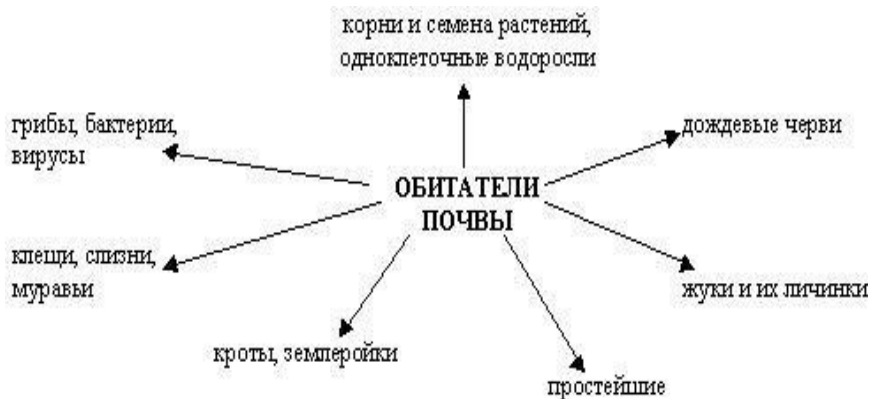 корни и семена растений,
одноклеточные водоросли
грибы, бактерии,
вирусы
дождевые черви
ОБИТАТЕЛИ
ПОЧВЫ
клещи, слизни,
муравьи
жуки и их личинки
кроты, землеройки
простейшие